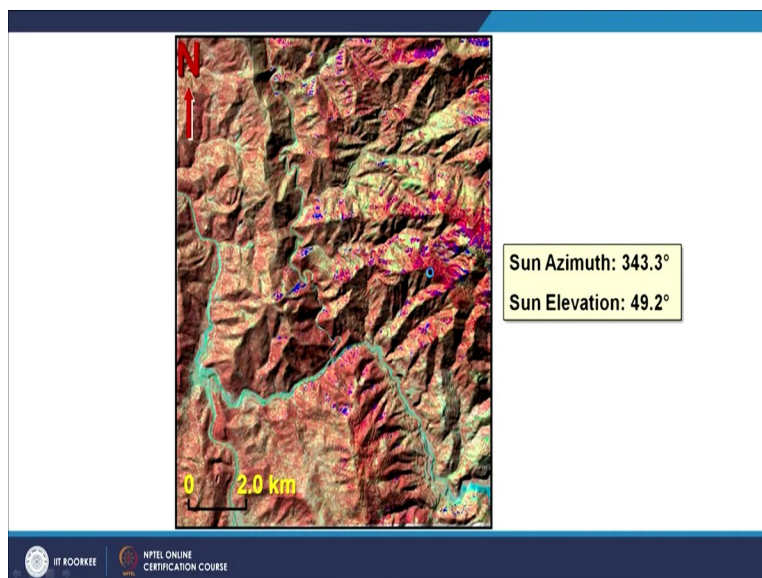 N
Sun Azimuth: 343.3°
Sun Elevation: 49.2°
0 2.0 km
IIT ROORKEE
NPTEL ONLINE
CERTIFICATION COURSE